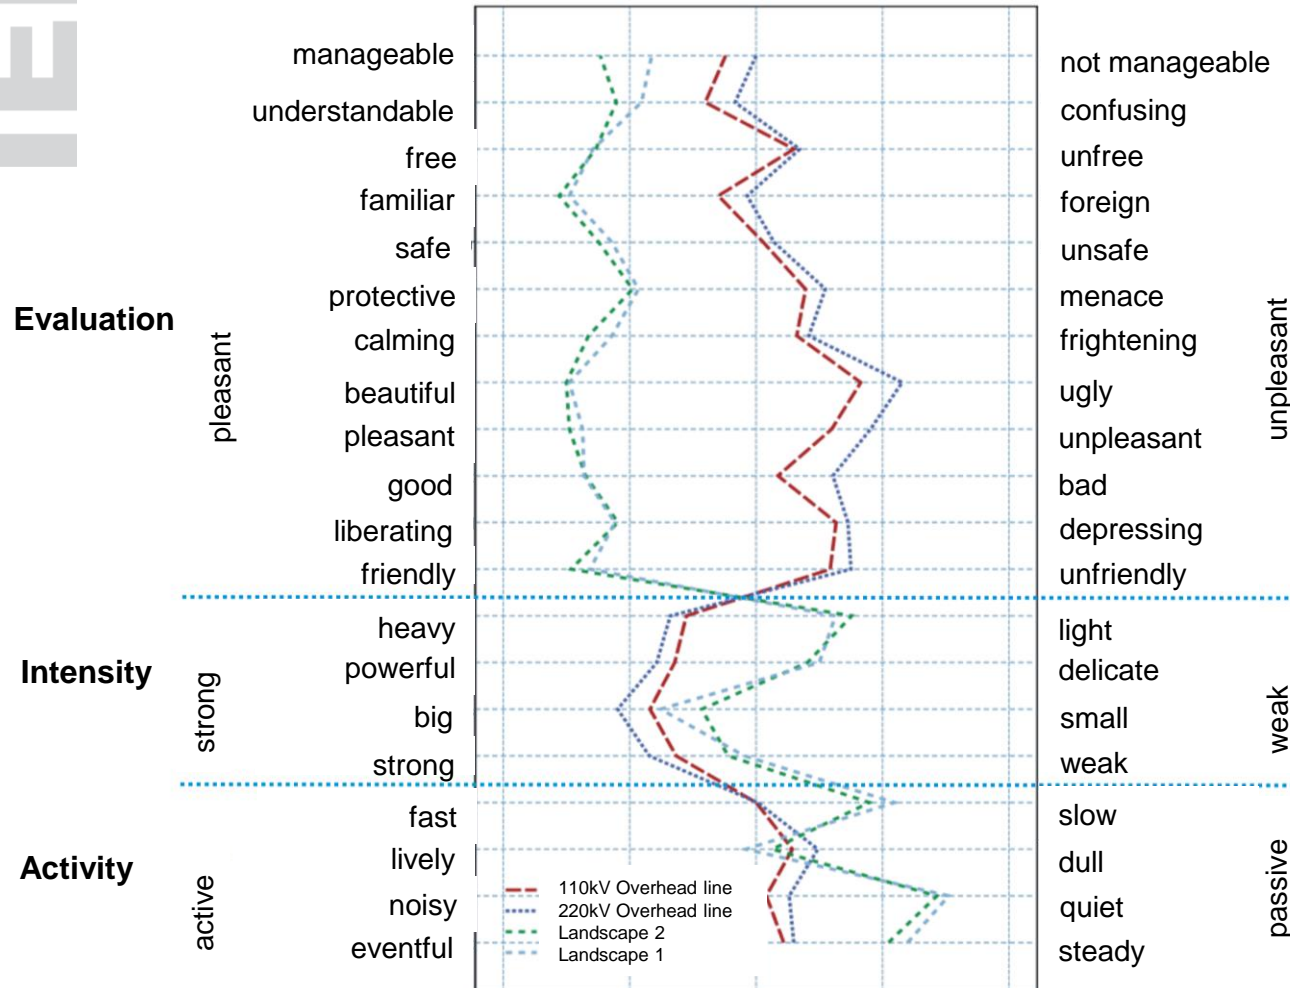 manageable not manageable
understandable confusing
free unfree
familiar foreign
safe unsafe
protective menace
Evaluation
pleasant
unpleasant
calming frightening
beautiful ugly
pleasant unpleasant
good bad
liberating depressing
friendly unfriendly
heavy light
Intensity
strong
weak
powerful delicate
big small
strong weak
fast slow
Activity
active
passive
lively dull
noisy quiet
eventful steady
110kV Overhead line
220kV Overhead line
Landscape 2
Landscape 1